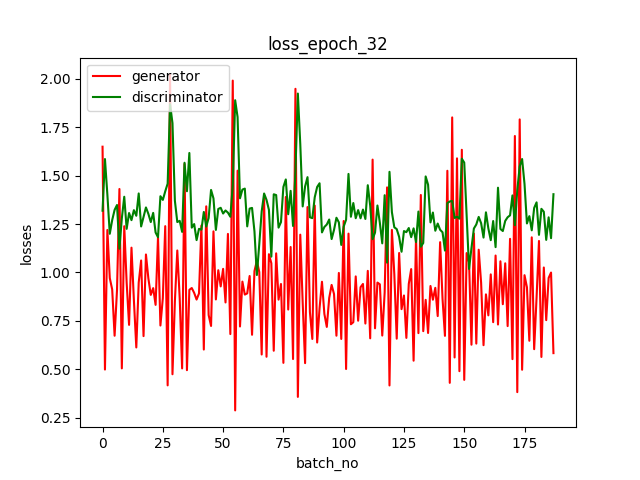 loss_epoch_32
generator
discriminator
2.00
1.75
1.50
1.25
1.00
0.75
0.50
0.25
losses
0 25 50 75 100 125 150 175
batch_no